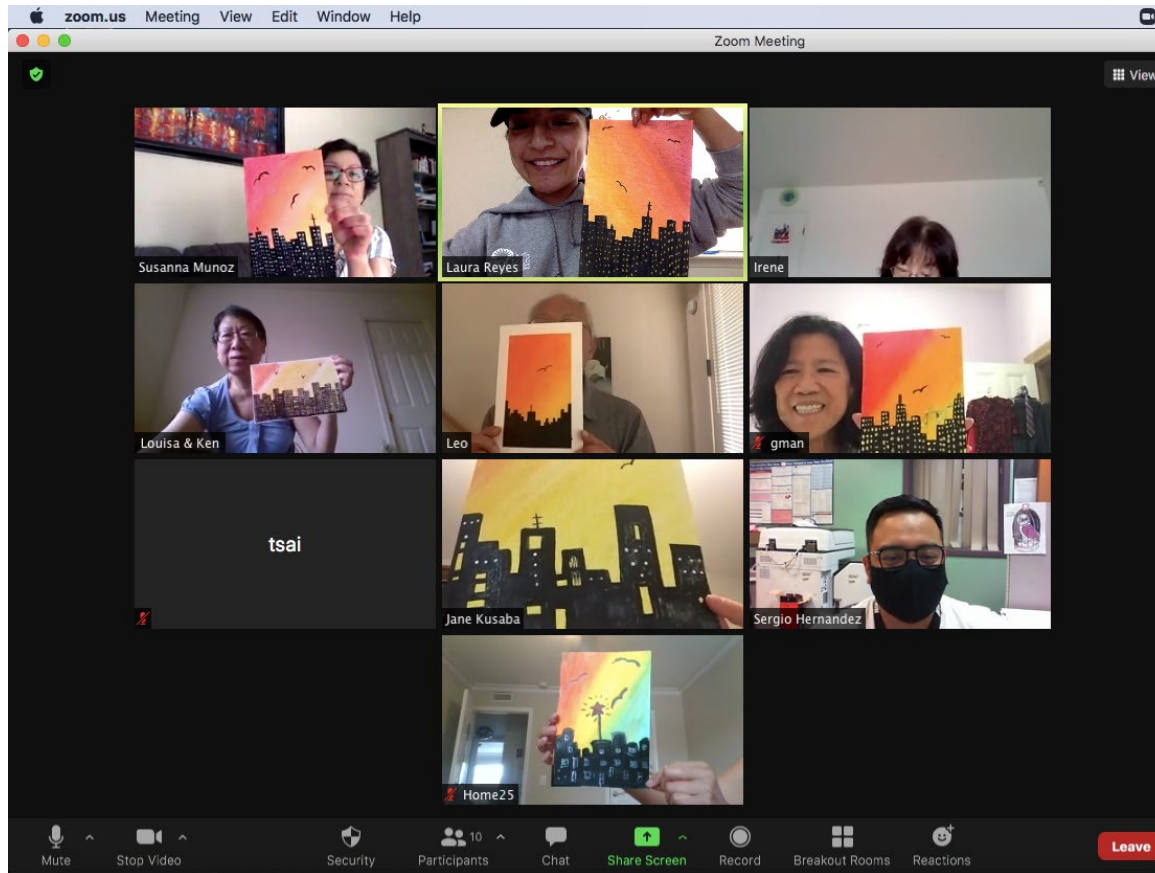 zoom.us Meeting View Edit Window Help
Zoom Meeting
View
Susanna Munoz
Laura Reyes
Irene
Louisa & Ken
Leo
gman
tsai
Jane Kusaba
Sergio Hernandez
Home25
10
Mute
Stop Video
Security
Participants
Chat
Share Screen
Record
Breakout Rooms
Reactions
Leave